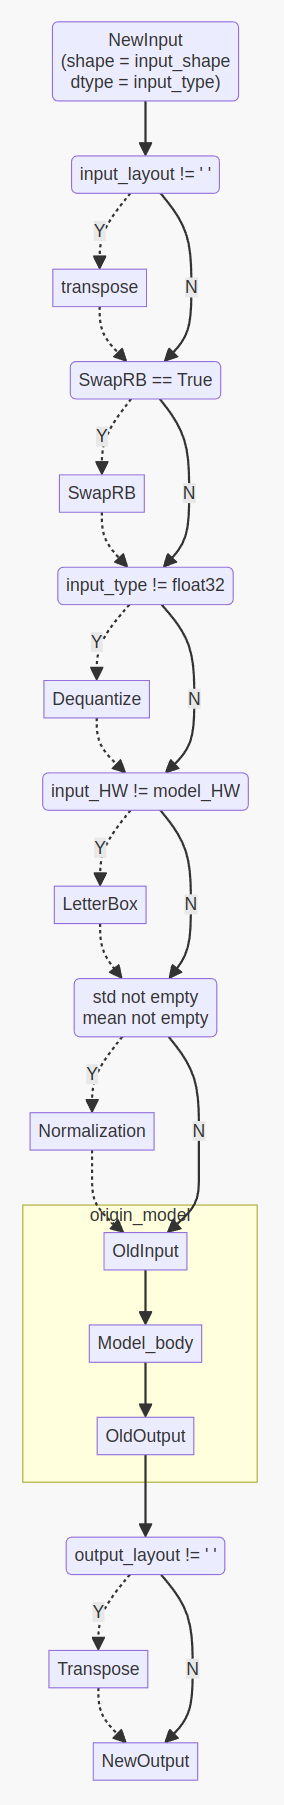 NewInput
(shape = input_shape
dtype = input_type)
input_layout != ' '
Y
N
transpose
SwapRB == True
Y
N
SwapRB
input_type != float32
Y
N
Dequantize
input_HW != model_HW
Y
N
LetterBox
std not empty
mean not empty
Y
N
Normalization
origin_model
OldInput
Model_body
OldOutput
output_layout != ' '
Y
N
Transpose
NewOutput